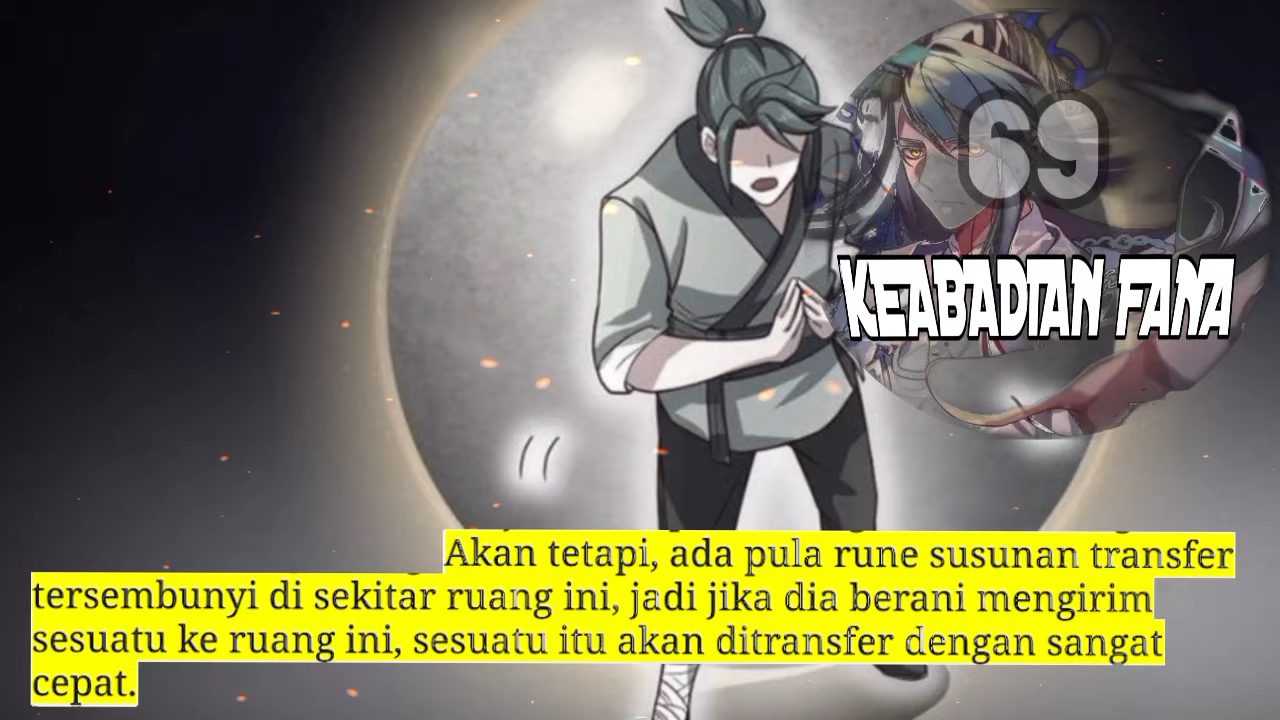 69
KEABADIAN FANA
Akan tetapi, ada pula rune susunan transfer
tersembunyi di sekitar ruang ini, jadi jika dia berani mengirim
sesuatu ke ruang ini, sesuatu itu akan ditransfer dengan sangat
cepat.